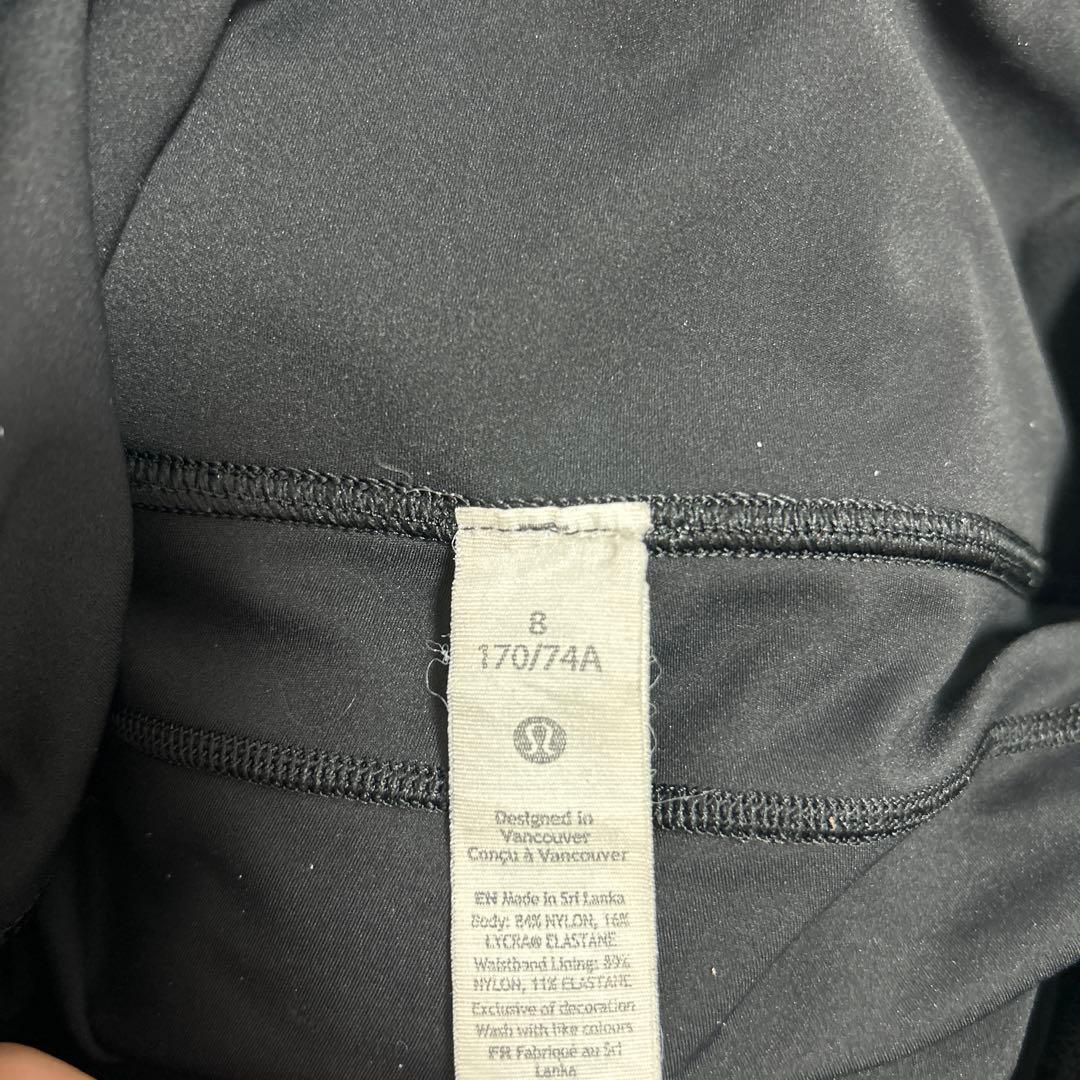 8
170/74A
Designed in
Vancouver
Conçu à Vancouver
EN Made in Sri Lanka
Body: 84% NYLON, 16%
LYCRA® ELASTANE
Waistband Lining: 89%
NYLON, 11% ELASTANE
Exclusive of decoration
Wash with like colours
FR Fabriqué au Sri
Lanka